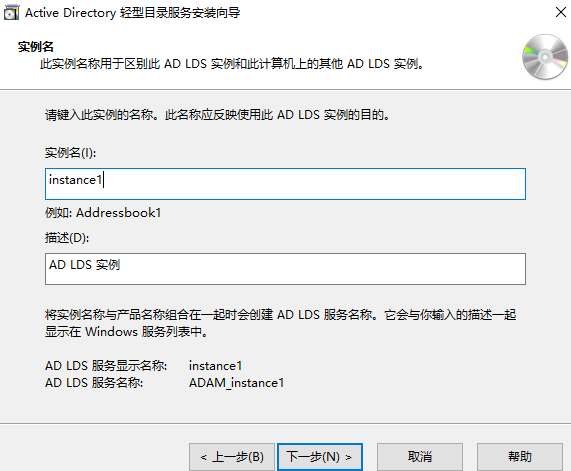 Active Directory 轻型目录服务安装向导
实例名
此实例名称用于区别此 AD LDS 实例和此计算机上的其他 AD LDS 实例。
请键入此实例的名称。此名称应反映使用此 AD LDS 实例的目的。
实例名(I):
instance1
例如: Addressbook1
描述(D):
AD LDS 实例
将实例名称与产品名称组合在一起时会创建 AD LDS 服务名称。它会与你输入的描述一起
显示在 Windows 服务列表中。
AD LDS 服务显示名称: instance1
AD LDS 服务名称: ADAM_instance1
< 上一步(B) 下一步(N) > 取消 帮助